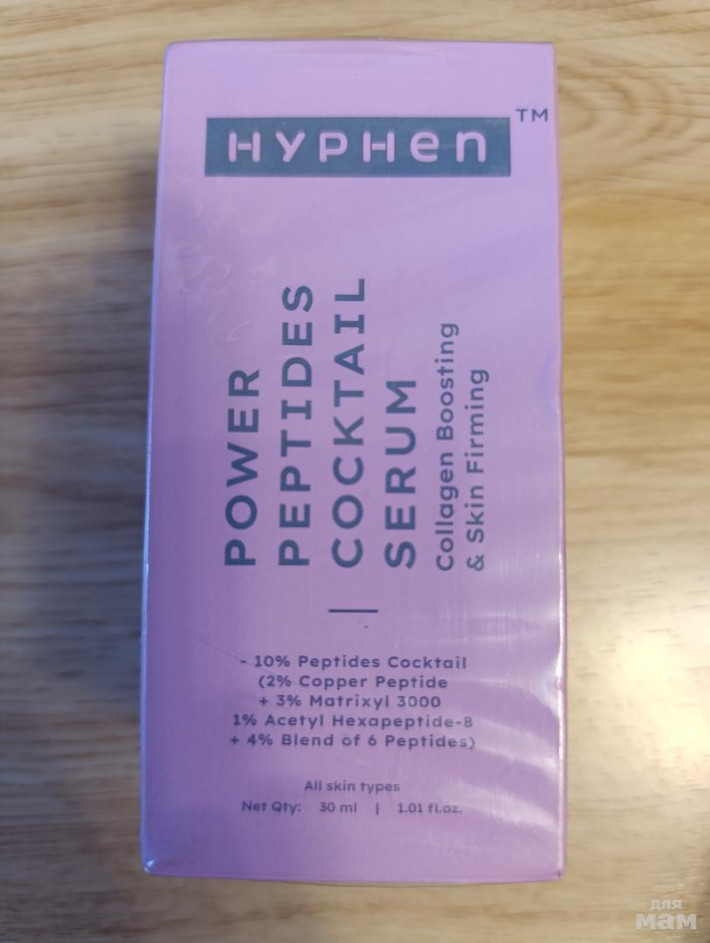 HYPHen
TM
POWER
PEPTIDES
COCKTAIL
SERUM
Collagen Boosting
& Skin Firming
- 10% Peptides Cocktail
(2% Copper Peptide
+ 3% Matrixyl 3000
1% Acetyl Hexapeptide-8
+ 4% Blend of 6 Peptides)
All skin types
Net Qty: 30 ml | 1.01 fl.oz.
для
мам